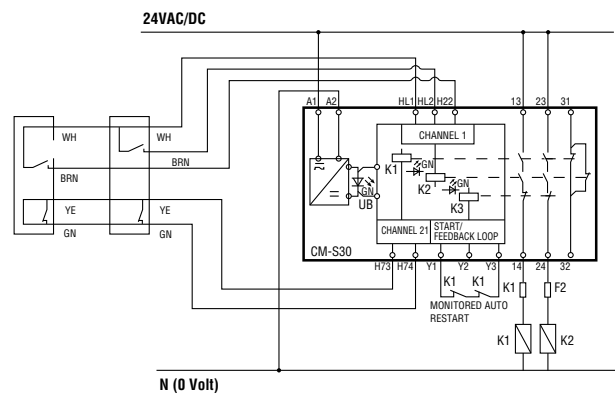 24VAC/DC
A1 A2 HL1 HL2 H22 13 23 31
WH WH
BRN
BRN
YE YE
GN GN
CHANNEL 1
K1 GN
K2
GN
K3
GN
UB
CHANNEL 21 START/
FEEDBACK LOOP
CM-S30
H73 H74 Y1 Y2 Y3 14 24 32
K1 K1 K1 F2
MONITORED AUTO
RESTART
K1 K2
N (0 Volt)